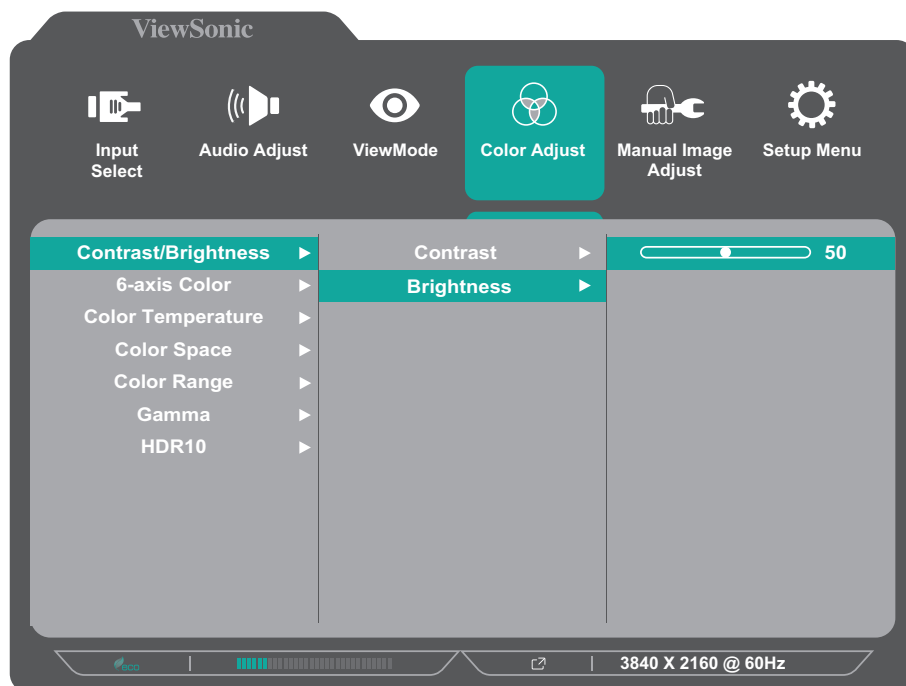 ViewSonic
Input Select
Audio Adjust
ViewMode
Color Adjust
Manual Image Adjust
Setup Menu
Contrast/Brightness
Contrast
50
6-axis Color
Brightness
Color Temperature
Color Space
Color Range
Gamma
HDR10
eco
3840 X 2160 @ 60Hz